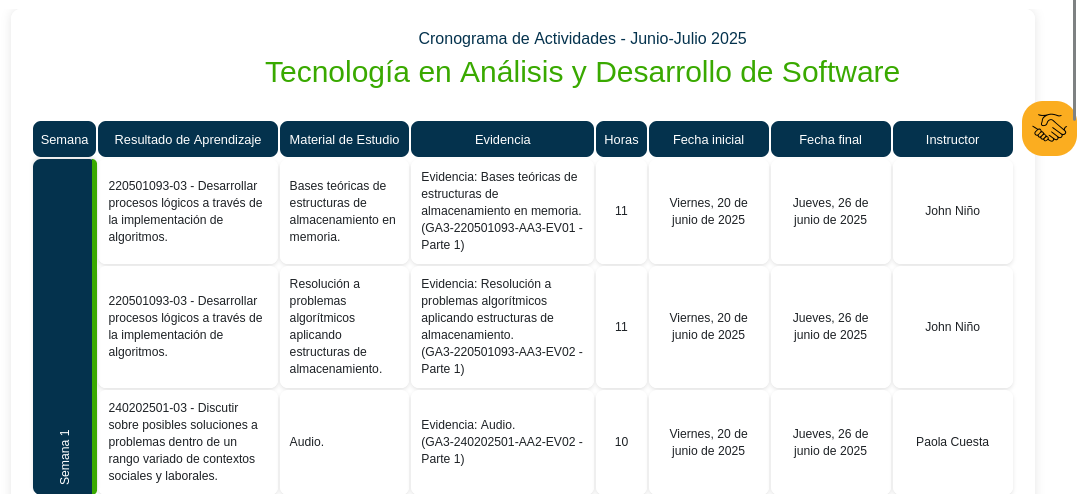 Cronograma de Actividades - Junio-Julio 2025
Tecnología en Análisis y Desarrollo de Software
Semana
Resultado de Aprendizaje
Material de Estudio
Evidencia
Horas
Fecha inicial
Fecha final
Instructor
Semana 1
220501093-03 - Desarrollar
procesos lógicos a través de
la implementación de
algoritmos.
Bases teóricas de
estructuras de
almacenamiento en
memoria.
Evidencia: Bases teóricas de
estructuras de
almacenamiento en memoria.
(GA3-220501093-AA3-EV01 -
Parte 1)
11
Viernes, 20 de
junio de 2025
Jueves, 26 de
junio de 2025
John Niño
220501093-03 - Desarrollar
procesos lógicos a través de
la implementación de
algoritmos.
Resolución a
problemas
algorítmicos
aplicando
estructuras de
almacenamiento.
Evidencia: Resolución a
problemas algorítmicos
aplicando estructuras de
almacenamiento.
(GA3-220501093-AA3-EV02 -
Parte 1)
11
Viernes, 20 de
junio de 2025
Jueves, 26 de
junio de 2025
John Niño
240202501-03 - Discutir
sobre posibles soluciones a
problemas dentro de un
rango variado de contextos
sociales y laborales.
Audio.
Evidencia: Audio.
(GA3-240202501-AA2-EV02 -
Parte 1)
10
Viernes, 20 de
junio de 2025
Jueves, 26 de
junio de 2025
Paola Cuesta